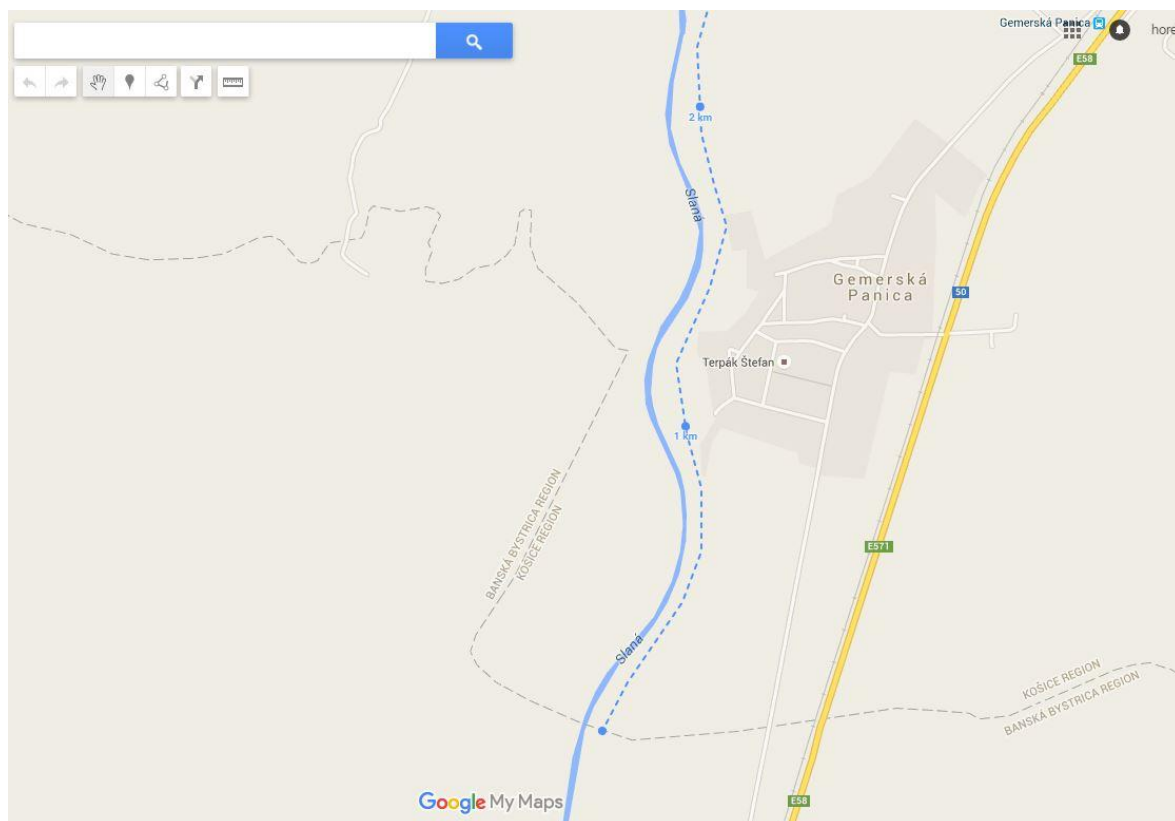 Gemerská Panica
hore
E58
2 km
Slaná
Gemerská
Panica
50
Terpák Štefan
1 km
BANSKÁ BYSTRICA REGION
KOŠICE REGION
E571
Slaná
KOŠICE REGION
BANSKÁ BYSTRICA REGION
Google My Maps
E58